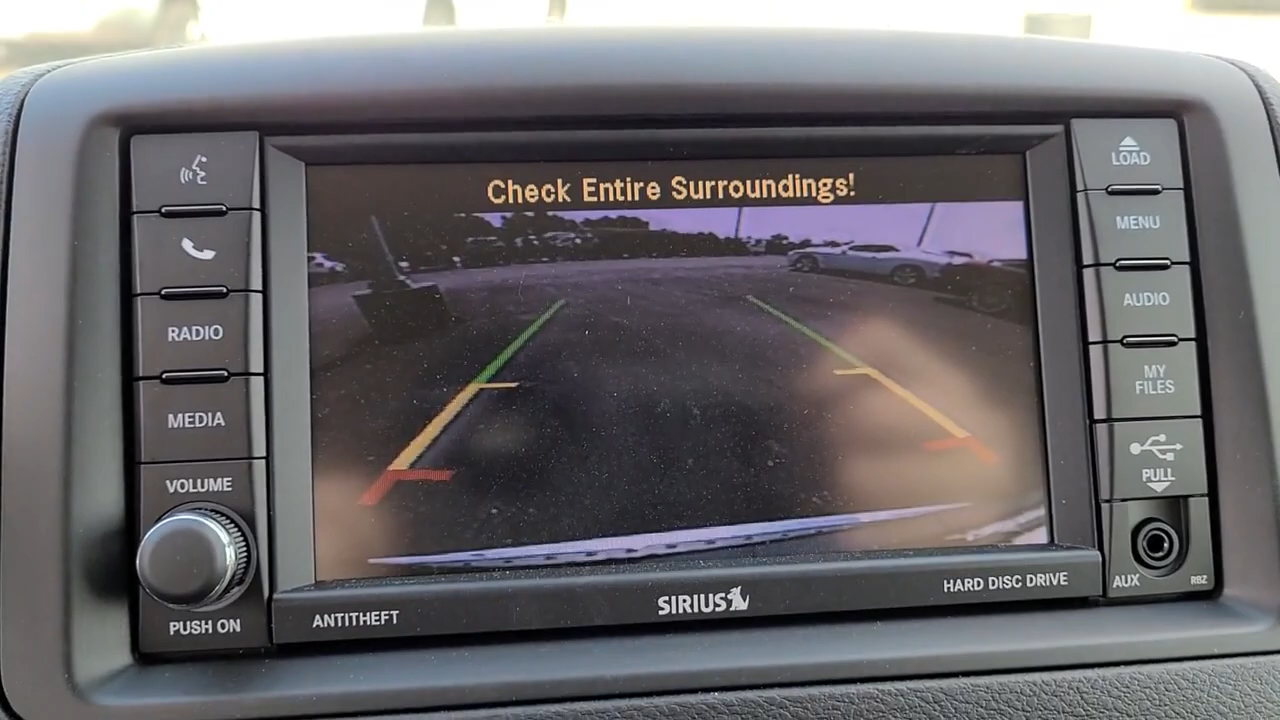 Check Entire Surroundings!
RADIO
MEDIA
VOLUME
PUSH ON
LOAD
MENU
AUDIO
MY
FILES
PULL
AUX
RBZ
ANTITHEFT
SIRIUS
HARD DISC DRIVE